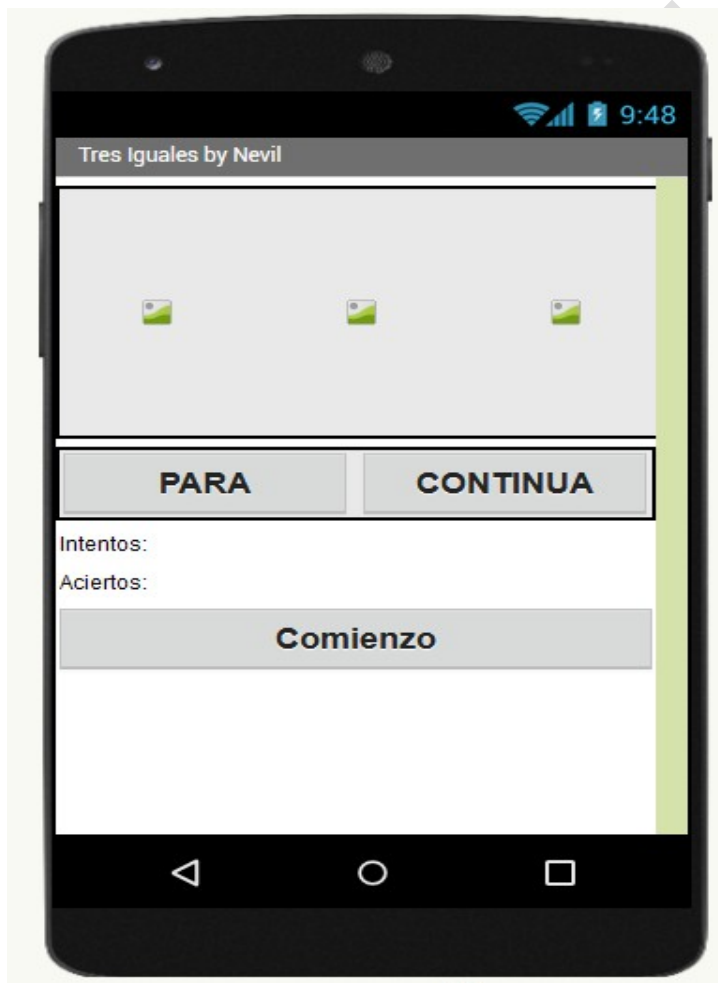 9:48
Tres Iguales by Nevil
PARA CONTINUA
Intentos:
Aciertos:
Comienzo